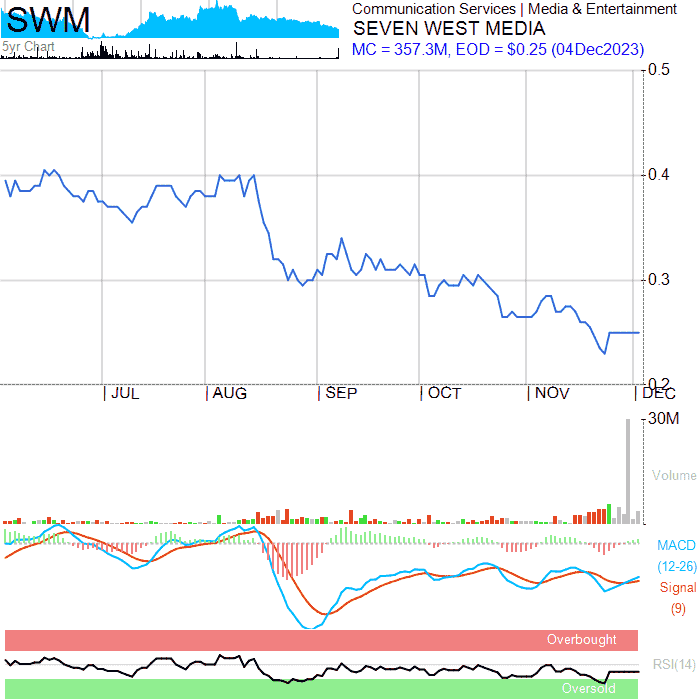 SWM
5yr Chart
Communication Services | Media & Entertainment
SEVEN WEST MEDIA
MC = 357.3M, EOD = $0.25 (04Dec2023)
0.5
0.4
0.3
0.2
JUL AUG SEP OCT NOV DEC
30M
Volume
MACD
(12-26)
Signal
(9)
Overbought
RSI(14)
Oversold